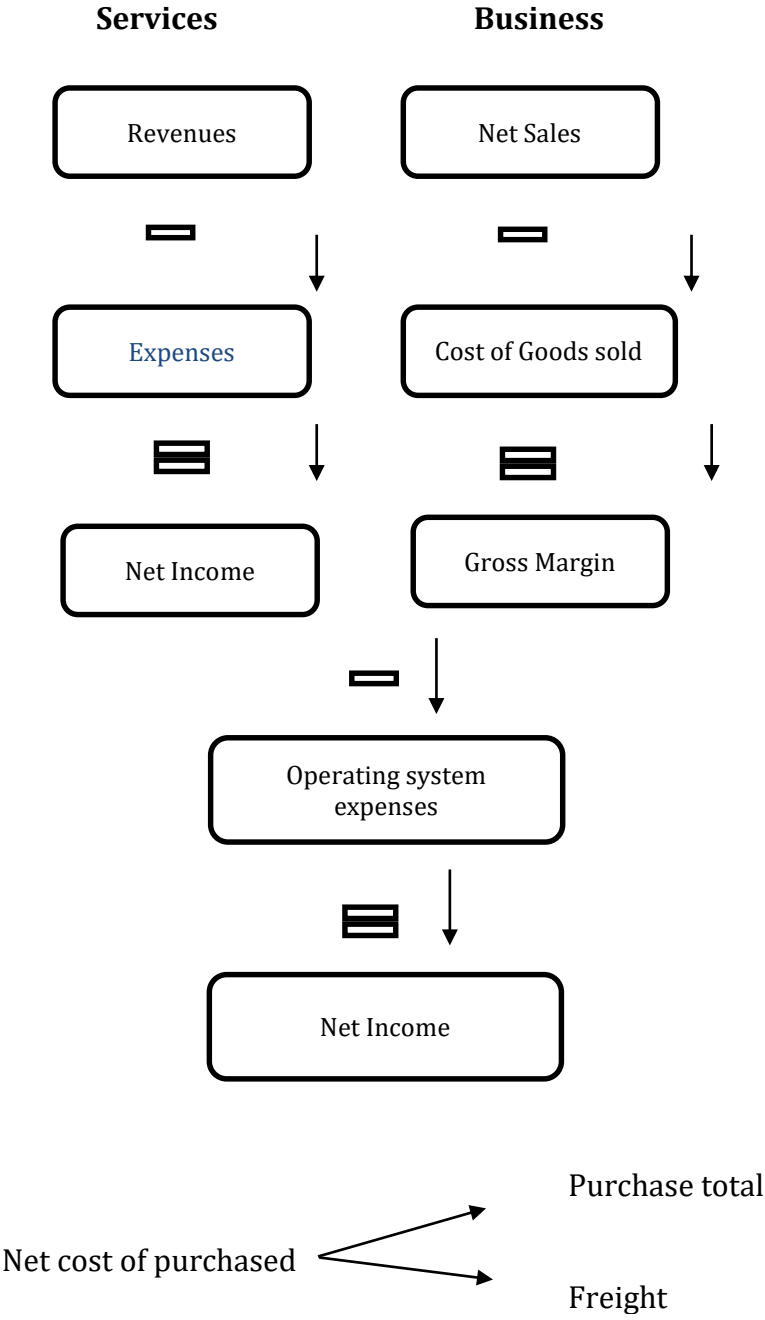 Services
Business
Revenues
Net Sales
Expenses
Cost of Goods sold
Net Income
Gross Margin
Operating system
expenses
Net Income
Purchase total
Net cost of purchased
Freight